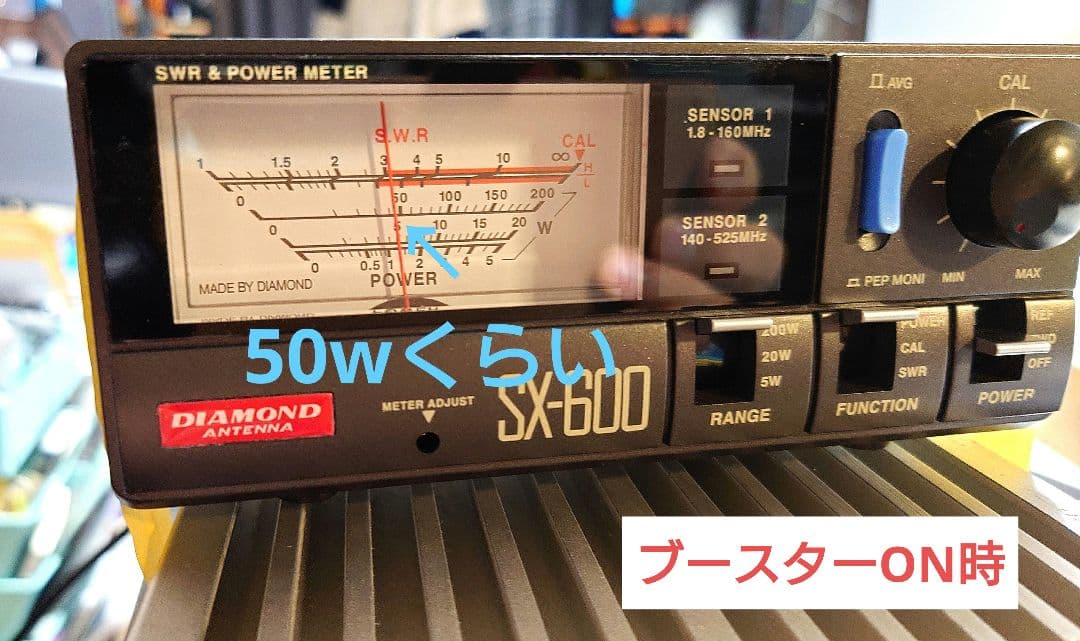 SWR & POWER METER
S.W.R
CAL
1 1.5 2 3 4 5 10 ∞
H
L
0 50 100 150 200
0 5 10 15 20
W
0 0.5 1 2 4 5
POWER
MADE BY DIAMOND
SENSOR 1
1.8-160MHz
SENSOR 2
140-525MHz
AVG
CAL
PEP MONI
MIN
MAX
50wくらい
DIAMOND
ANTENNA
METER ADJUST
SX-600
200W
20W
5W
RANGE
POWER
CAL
SWR
FUNCTION
REF
OFF
POWER
ブースターON時